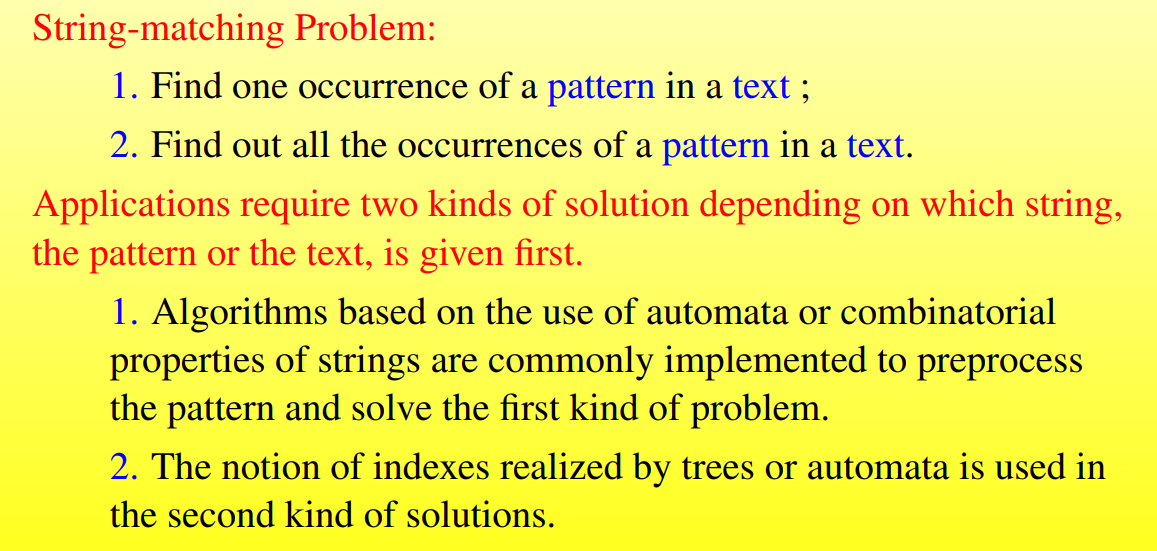 String-matching Problem:
1. Find one occurrence of a pattern in a text ;
2. Find out all the occurrences of a pattern in a text.
Applications require two kinds of solution depending on which string,
the pattern or the text, is given first.
1. Algorithms based on the use of automata or combinatorial
properties of strings are commonly implemented to preprocess
the pattern and solve the first kind of problem.
2. The notion of indexes realized by trees or automata is used in
the second kind of solutions.